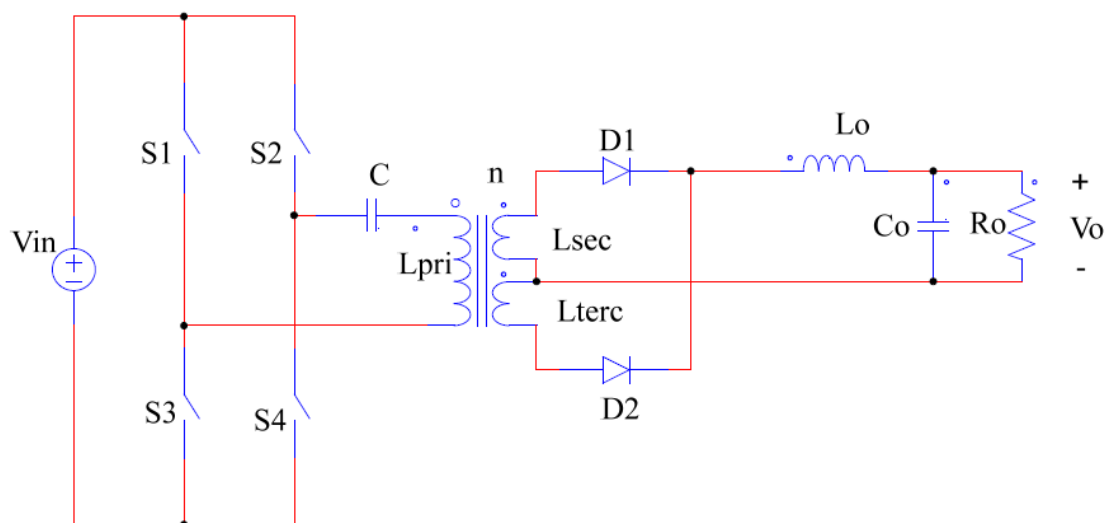 S1
S2
C
n
D1
Lo
Vin
Lpri
Lsec
Lterc
Co
Ro
+
Vo
-
S3
S4
D2